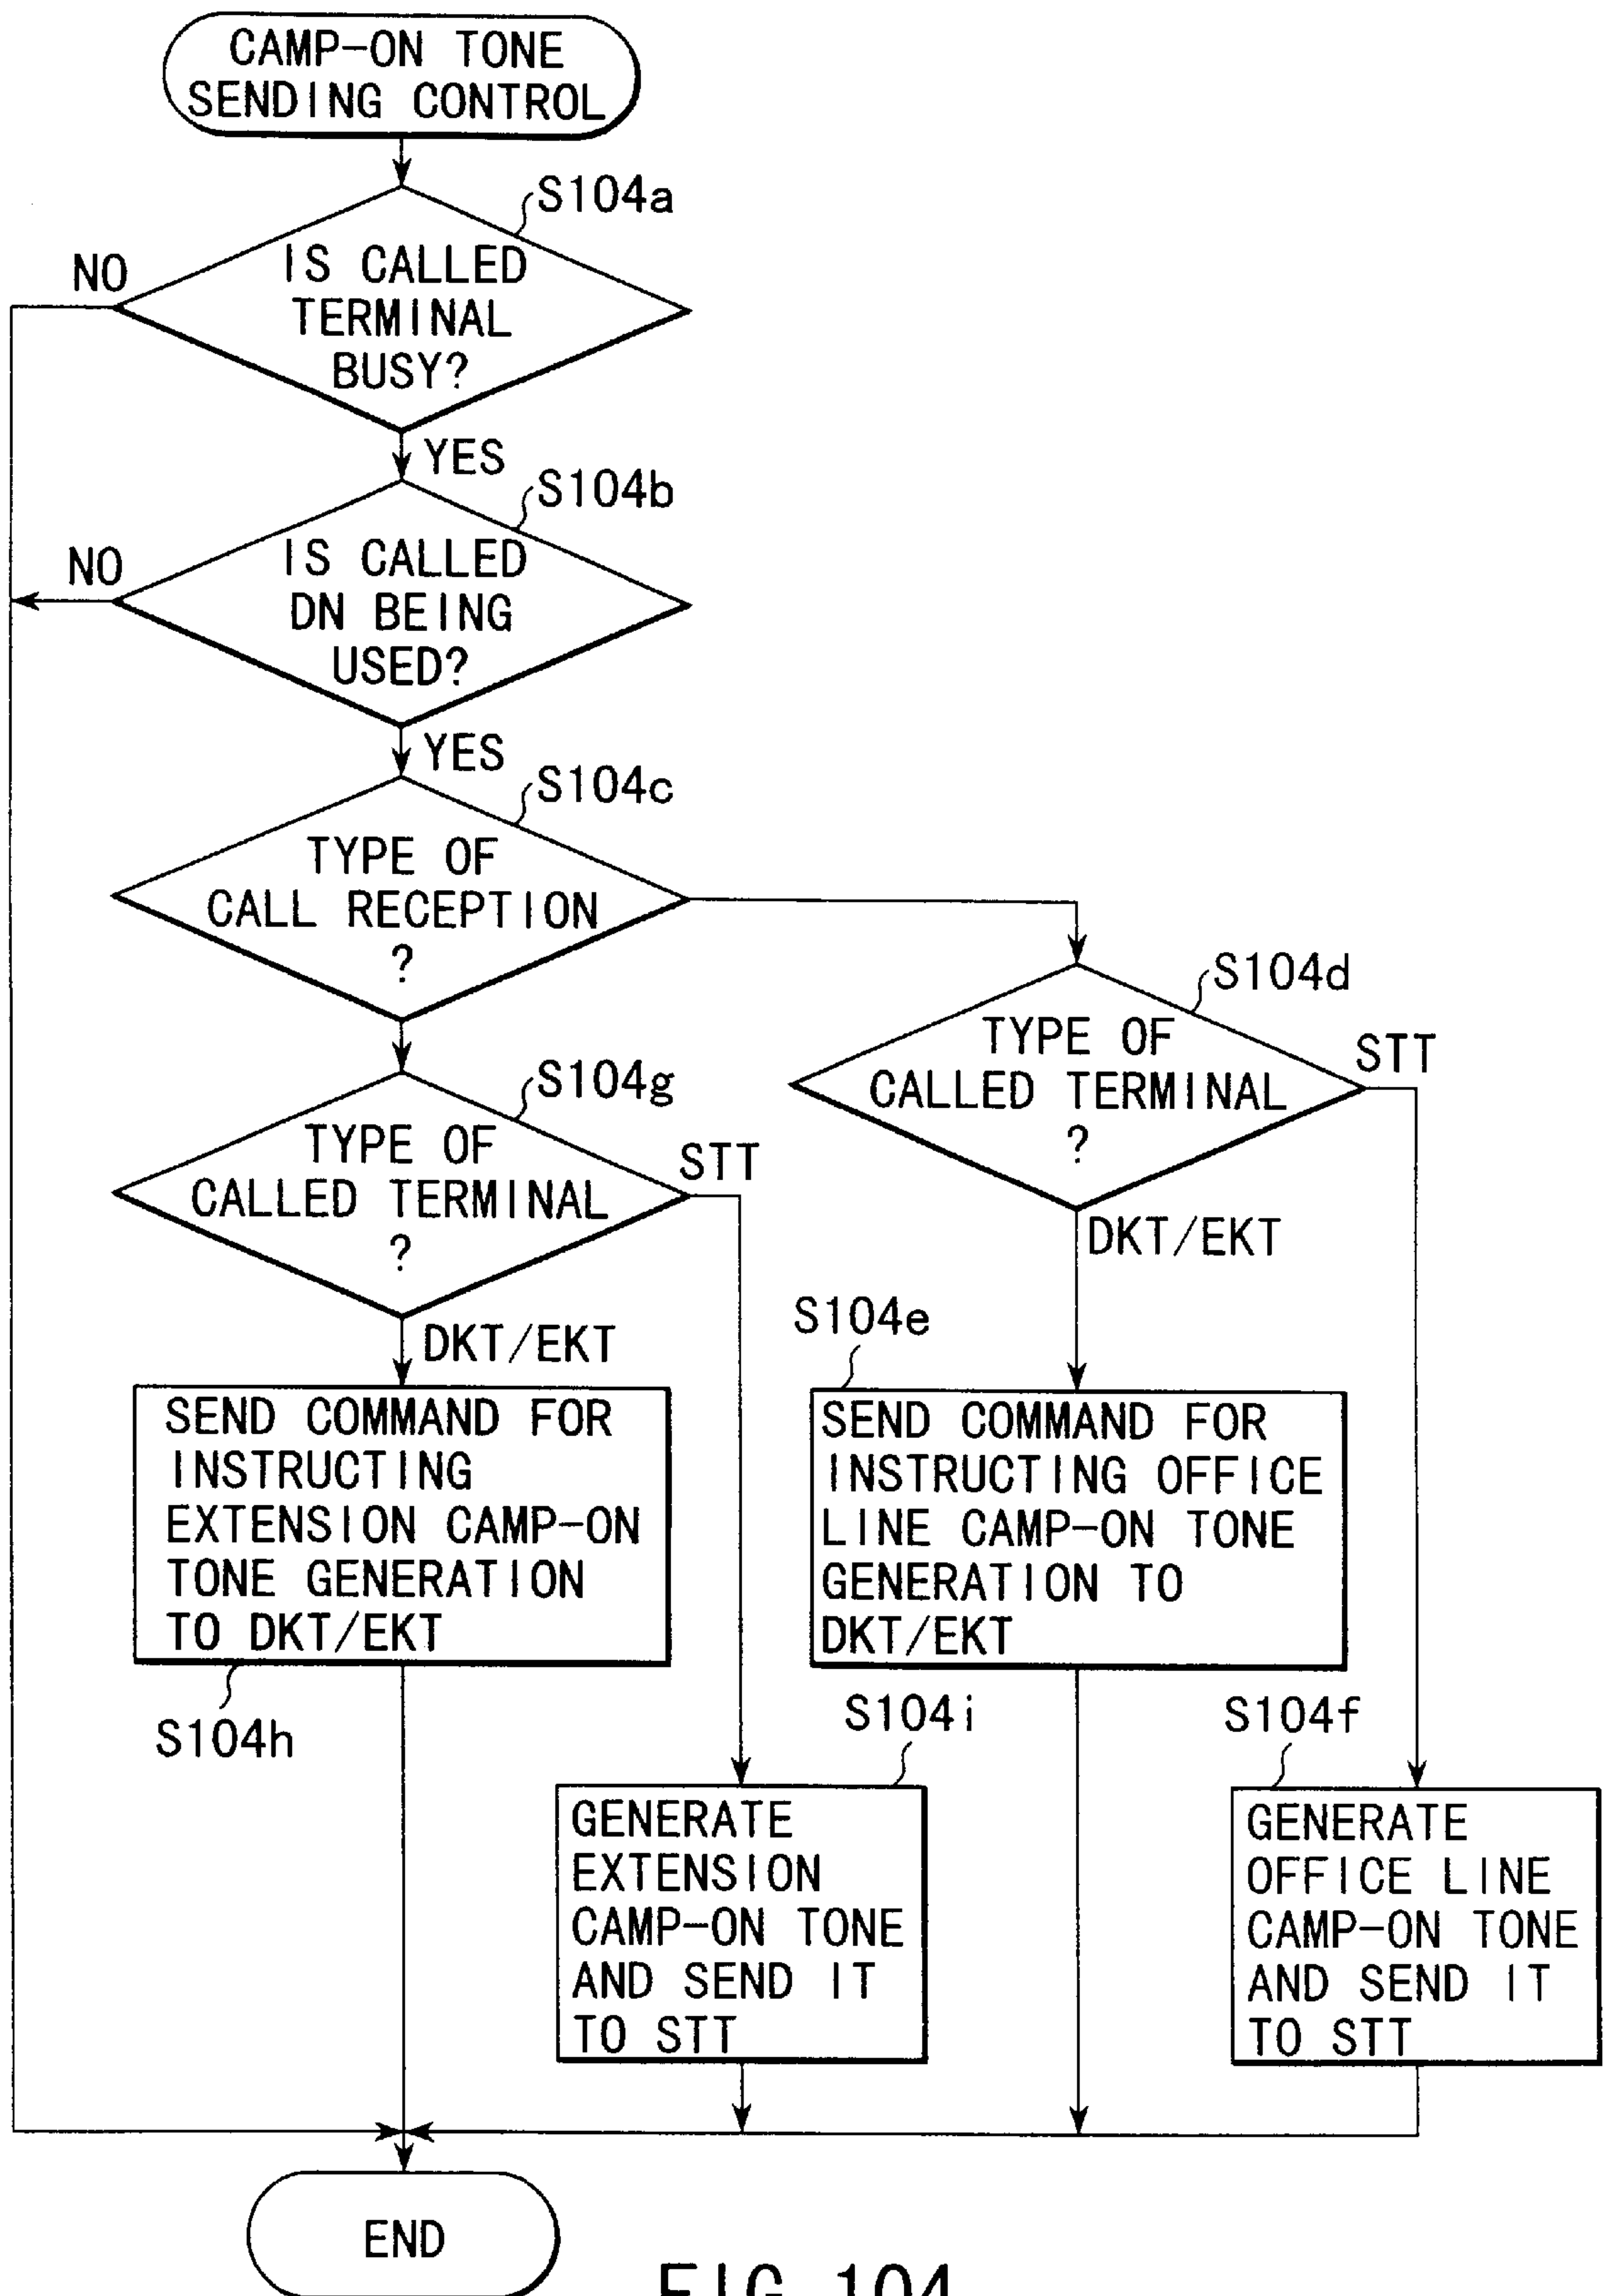 CAMP-ON TONE
SENDING CONTROL
S104a
NO
IS CALLED
TERMINAL
BUSY?
YES
S104b
NO
IS CALLED
DN BEING
USED?
YES
S104c
TYPE OF
CALL RECEPTION
?
S104d
TYPE OF
CALLED TERMINAL
?
STT
DKT/EKT
S104g
TYPE OF
CALLED TERMINAL
?
STT
DKT/EKT
S104e
SEND COMMAND FOR
INSTRUCTING
EXTENSION CAMP-ON
TONE GENERATION
TO DKT/EKT
S104h
SEND COMMAND FOR
INSTRUCTING OFFICE
LINE CAMP-ON TONE
GENERATION TO
DKT/EKT
S104i
GENERATE
EXTENSION
CAMP-ON TONE
AND SEND IT
TO STT
S104f
GENERATE
OFFICE LINE
CAMP-ON TONE
AND SEND IT
TO STT
END
FIG. 104